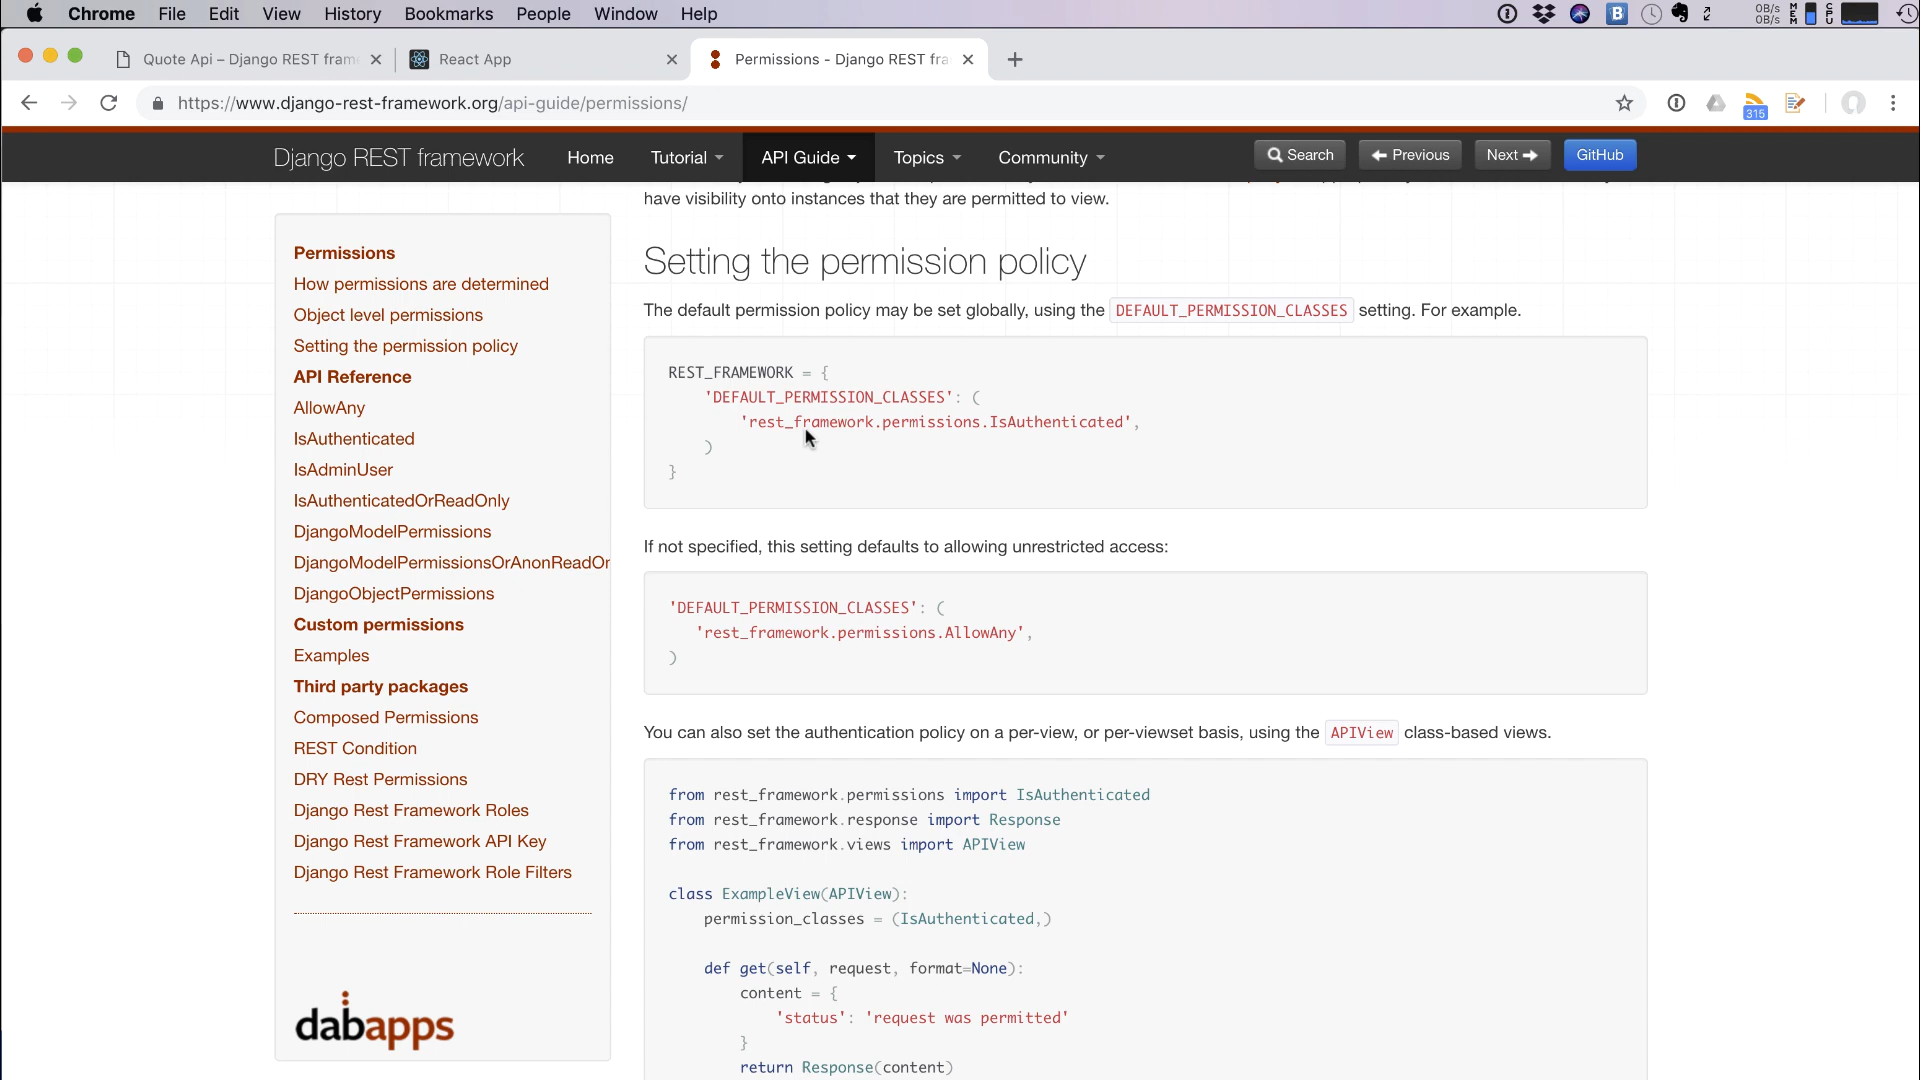 Chrome File Edit View History Bookmarks People Window Help
0B/s
0B/s
MEM
CPU
Quote Api – Django REST fram
React App
Permissions - Django REST fra
https://www.django-rest-framework.org/api-guide/permissions/
315
Django REST framework Home Tutorial API Guide Topics Community Search Previous Next GitHub
have visibility onto instances that they are permitted to view.
Permissions
How permissions are determined
Object level permissions
Setting the permission policy
API Reference
AllowAny
IsAuthenticated
IsAdminUser
IsAuthenticatedOrReadOnly
DjangoModelPermissions
DjangoModelPermissionsOrAnonReadOn
DjangoObjectPermissions
Custom permissions
Examples
Third party packages
Composed Permissions
REST Condition
DRY Rest Permissions
Django Rest Framework Roles
Django Rest Framework API Key
Django Rest Framework Role Filters
dabapps
Setting the permission policy
The default permission policy may be set globally, using the DEFAULT_PERMISSION_CLASSES setting. For example.
REST_FRAMEWORK = {
'DEFAULT_PERMISSION_CLASSES': (
'rest_framework.permissions.IsAuthenticated',
)
}
If not specified, this setting defaults to allowing unrestricted access:
'DEFAULT_PERMISSION_CLASSES': (
'rest_framework.permissions.AllowAny',
)
You can also set the authentication policy on a per-view, or per-viewset basis, using the APIView class-based views.
from rest_framework.permissions import IsAuthenticated
from rest_framework.response import Response
from rest_framework.views import APIView
class ExampleView(APIView):
permission_classes = (IsAuthenticated,)
def get(self, request, format=None):
content = {
'status': 'request was permitted'
}
return Response(content)